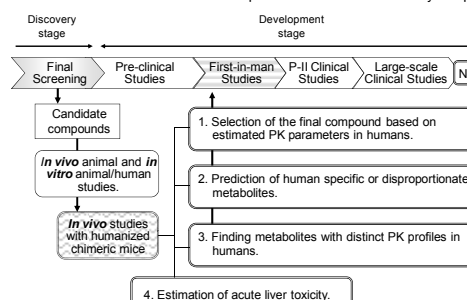 Discovery
stage
Development
stage
Final
Screening
Pre-clinical
Studies
First-in-man
Studies
P-II Clinical
Studies
Large-scale
Clinical Studies
N
Candidate
compounds
In vivo animal and in
vitro animal/human
studies.
In vivo studies
with humanized
chimeric mice
1. Selection of the final compound based on
estimated PK parameters in humans.
2. Prediction of human specific or disproportionate
metabolites.
3. Finding metabolites with distinct PK profiles in
humans.
4. Estimation of acute liver toxicity.